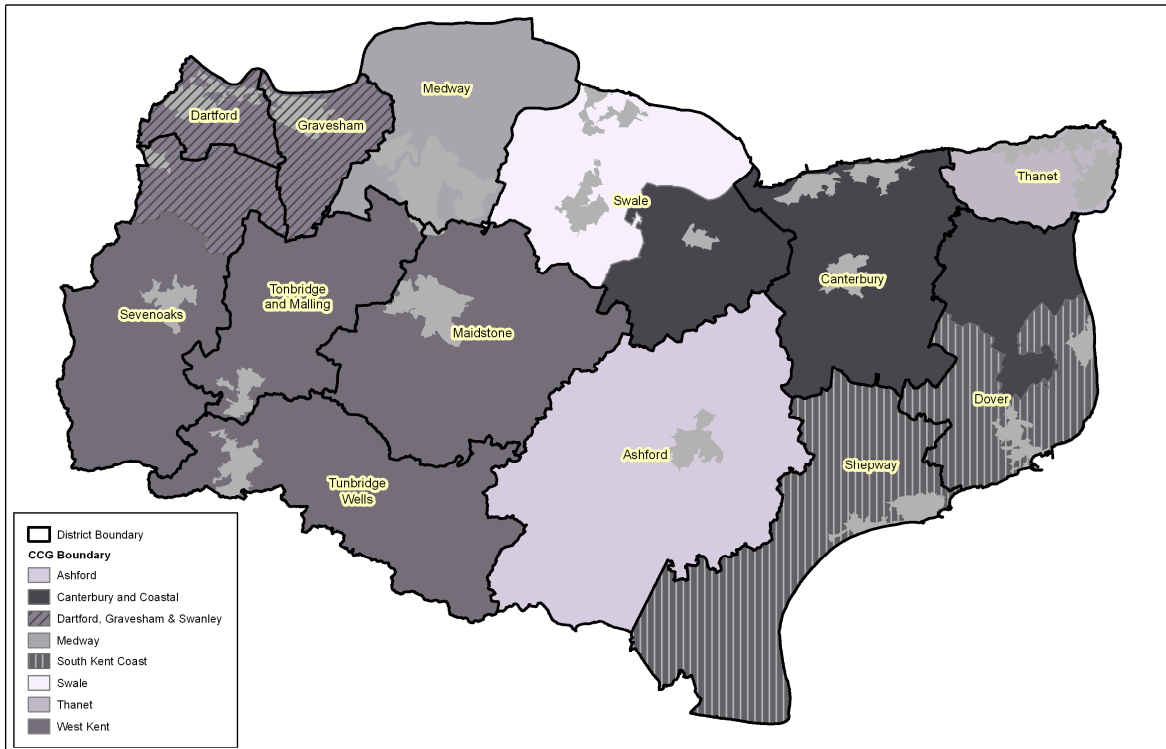 Medway
Dartford
Gravesham
Thanet
Swale
Canterbury
Sevenoaks
Tonbridge
and Malling
Maidstone
Dover
Ashford
Shepway
Tunbridge
Wells
District Boundary
CCG Boundary
Ashford
Canterbury and Coastal
Dartford, Gravesham & Swanley
Medway
South Kent Coast
Swale
Thanet
West Kent